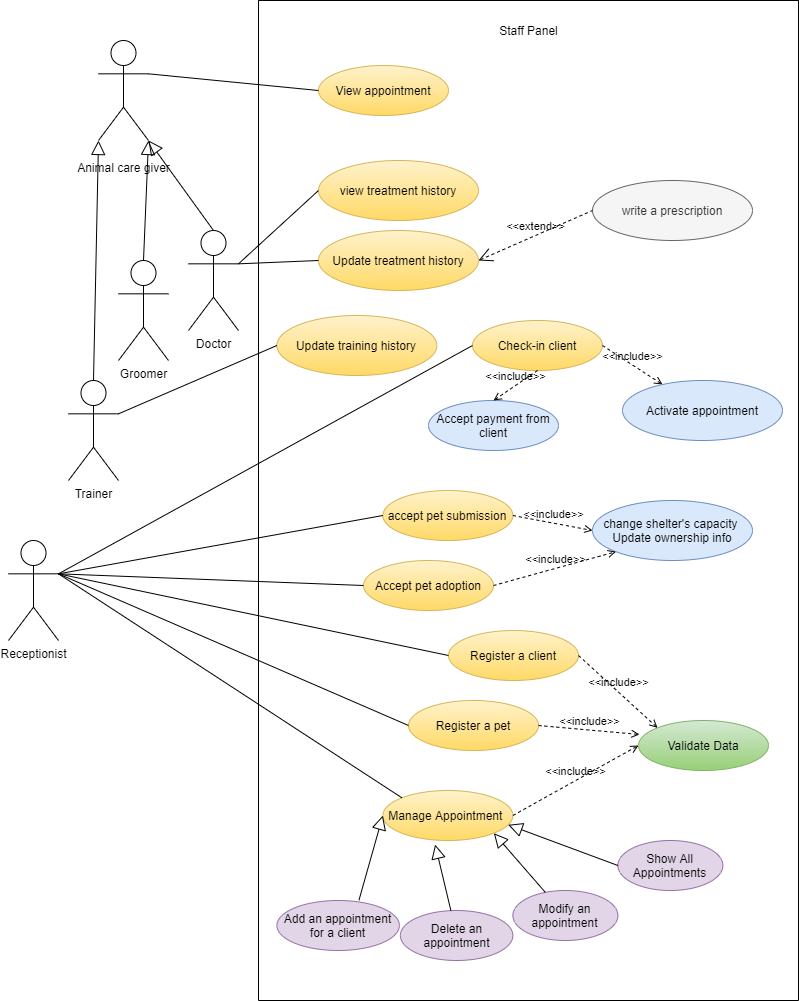 Staff Panel
View appointment
Animal care giver
view treatment history
write a prescription
<<extend>>
Update treatment history
Doctor
Groomer
Update training history
Check-in client
<<include>>
<<include>>
Accept payment from
client
Activate appointment
Trainer
accept pet submission
<<include>>
change shelter's capacity
Update ownership info
<<include>>
Accept pet adoption
Receptionist
Register a client
<<include>>
Register a pet
<<include>>
Validate Data
<<include>>
Manage Appointment
Show All
Appointments
Add an appointment
for a client
Delete an
appointment
Modify an
appointment